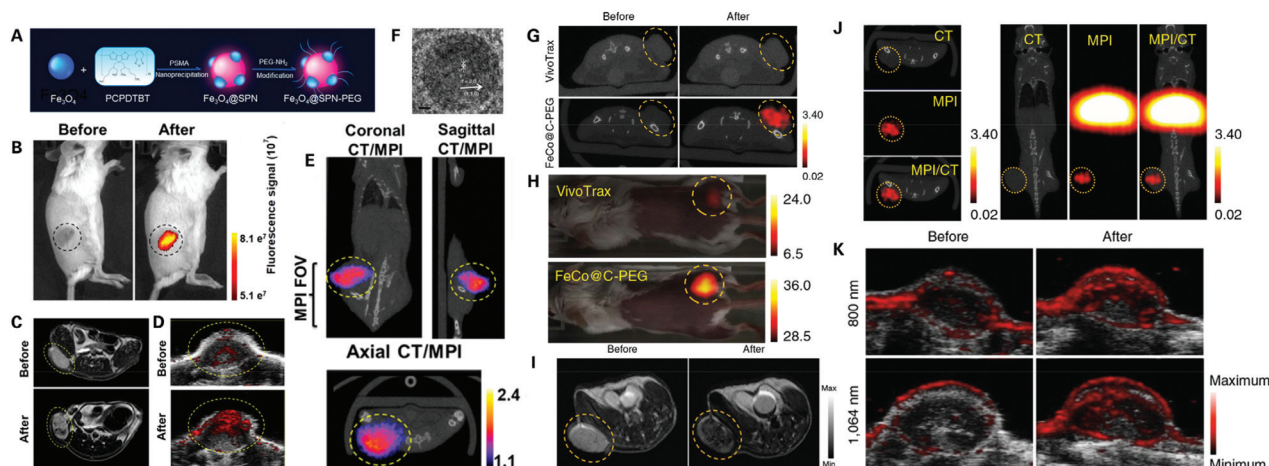 A
PSMA
Nanoprecipitation
PEG-NH₂
Modification
+
Fe₃O₄
PCPDTBT
Fe₃O₄@SPN
Fe₃O₄@SPN-PEG
B
Before
After
Fluorescence signal (10⁷)
8.1 e⁷
5.1 e⁷
C
Before
After
D
E
Coronal
CT/MPI
Sagittal
CT/MPI
MPI FOV
Axial CT/MPI
2.4
1.1
F
G
Before
After
VivoTrax
FeCo@C-PEG
3.40
0.02
H
VivoTrax
24.0
6.5
FeCo@C-PEG
36.0
28.5
I
Before
After
Max
Min
J
CT
MPI
MPI/CT
3.40
0.02
CT
MPI
MPI/CT
3.40
0.02
K
Before
After
800 nm
1,064 nm
Maximum
Minimum